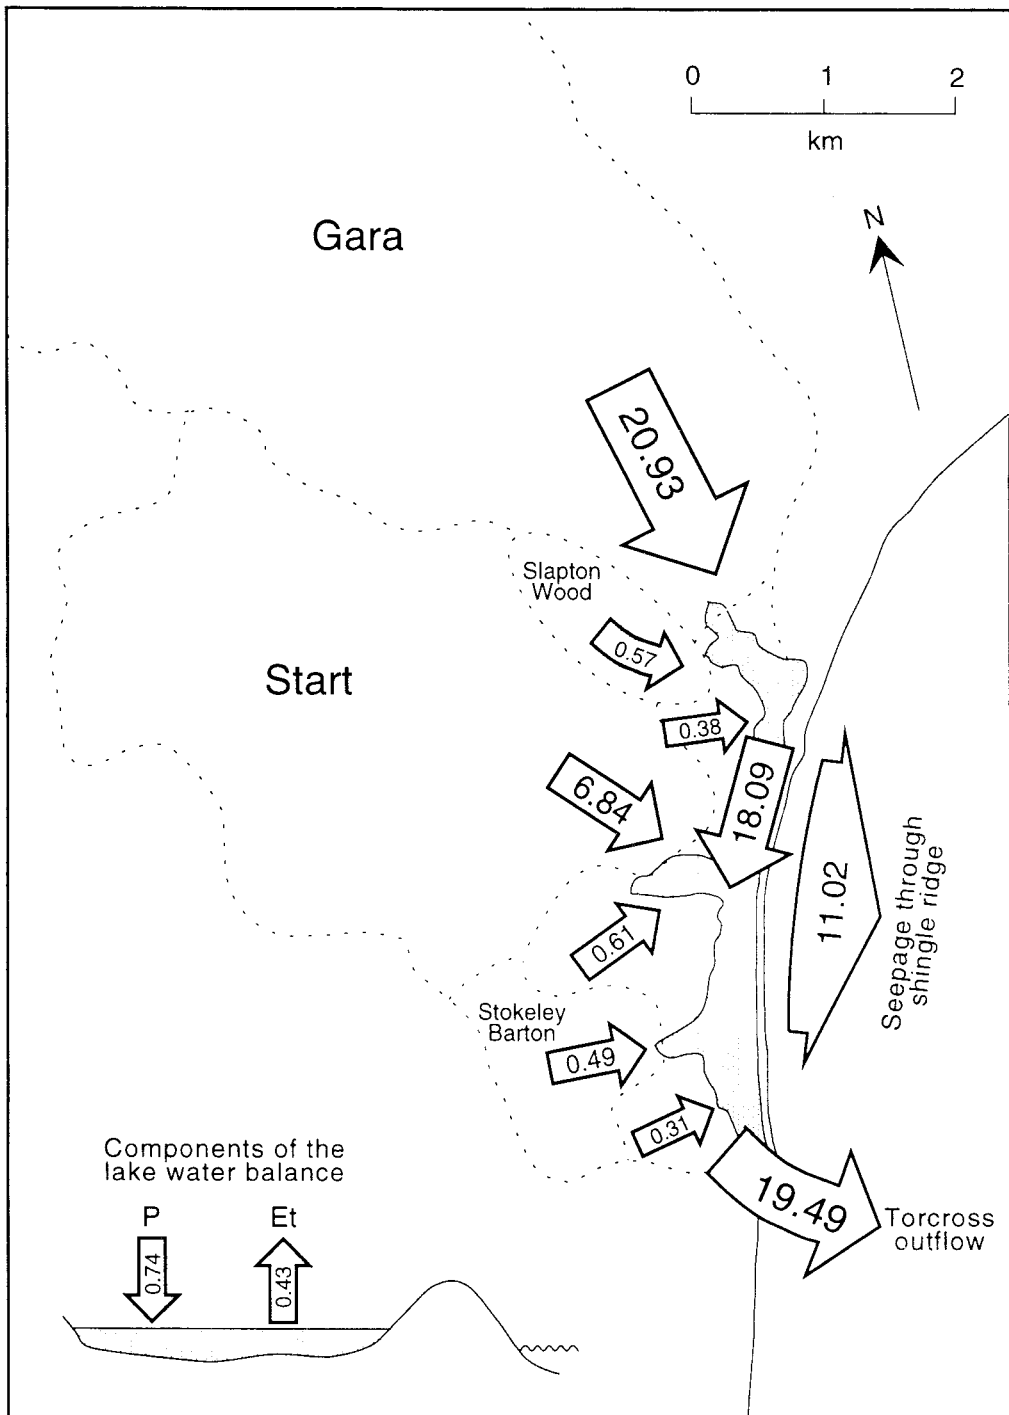 0 1 2
km
N
Gara
20.93
Slapton
Wood
0.57
Start
0.38
6.84
18.09
11.02
Seepage through
shingle ridge
0.61
Stokeley
Barton
0.49
0.31
19.49
Torcross
outflow
Components of the
lake water balance
P Et
0.74 0.43